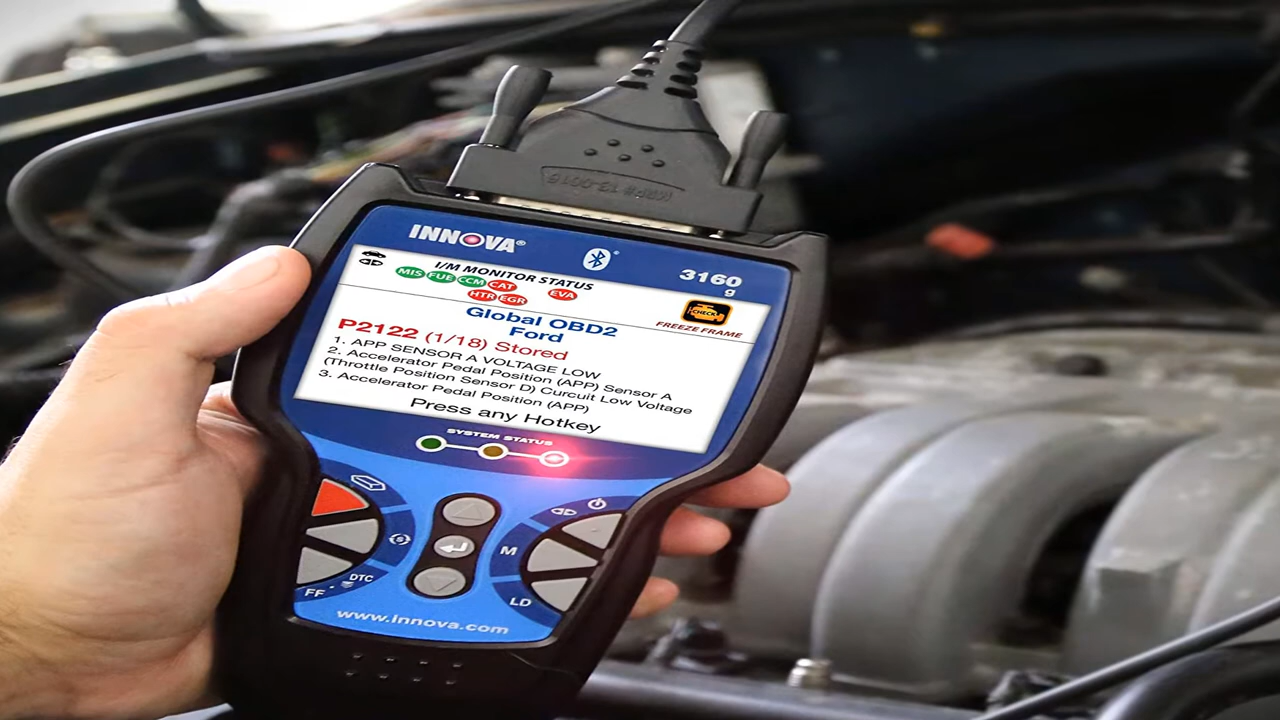 INNOVA®
3160
g
I/M MONITOR STATUS
MIS FUE CCM CAT EVA
HTR EGR
CHECK
FREEZE FRAME
Global OBD2
Ford
P2122 (1/18) Stored
1. APP SENSOR A VOLTAGE LOW
2. Accelerator Pedal Position (APP) Sensor A
(Throttle Position Sensor D) Curcuit Low Voltage
3. Accelerator Pedal Position (APP)
Press any Hotkey
SYSTEM STATUS
M
DTC
FF
LD
www.innova.com